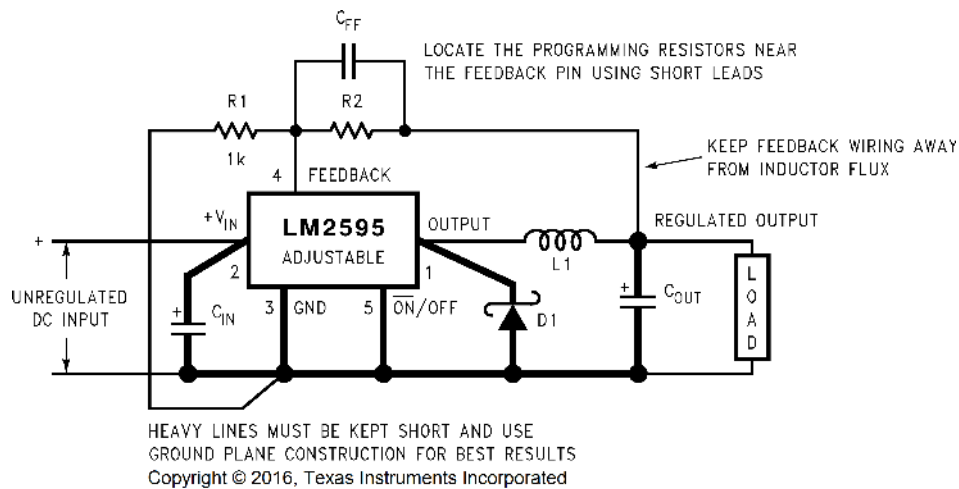 CFF
LOCATE THE PROGRAMMING RESISTORS NEAR
THE FEEDBACK PIN USING SHORT LEADS
R1
R2
1k
4
FEEDBACK
KEEP FEEDBACK WIRING AWAY
FROM INDUCTOR FLUX
+VIN
LM2595
ADJUSTABLE
OUTPUT
REGULATED OUTPUT
+
2
1
L1
UNREGULATED
DC INPUT
+
CIN
3
GND
5
ON/OFF
D1
+
COUT
LOAD
HEAVY LINES MUST BE KEPT SHORT AND USE
GROUND PLANE CONSTRUCTION FOR BEST RESULTS
Copyright © 2016, Texas Instruments Incorporated